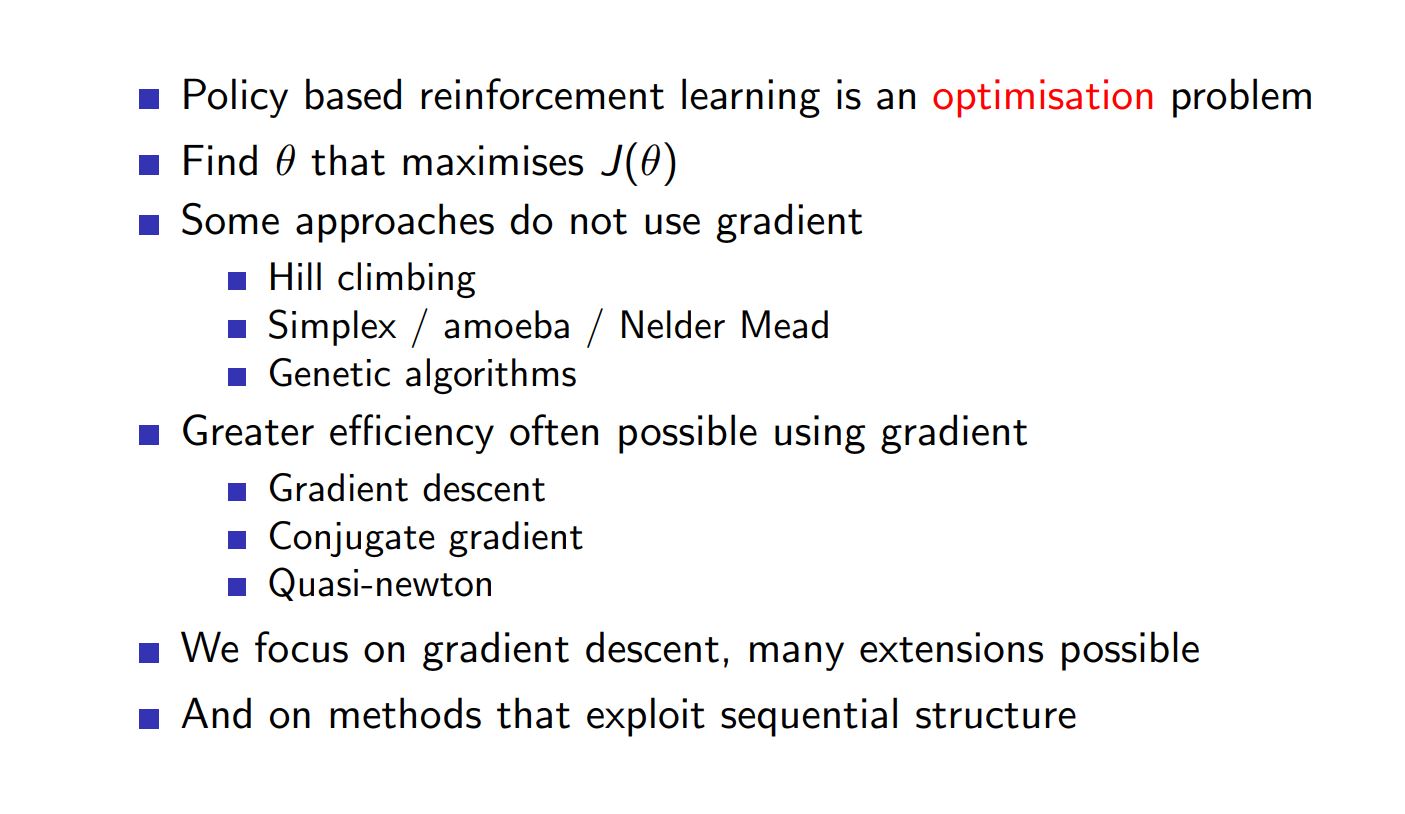 Policy based reinforcement learning is an optimisation problem
Find θ that maximises J(θ)
Some approaches do not use gradient
Hill climbing
Simplex / amoeba / Nelder Mead
Genetic algorithms
Greater efficiency often possible using gradient
Gradient descent
Conjugate gradient
Quasi-newton
We focus on gradient descent, many extensions possible
And on methods that exploit sequential structure